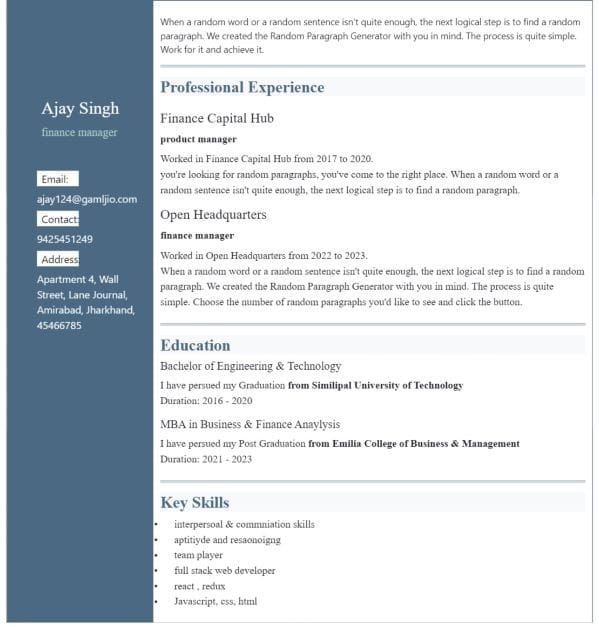 Ajay Singh
finance manager
Email:
ajay124@gamljio.com
Contact:
9425451249
Address
Apartment 4, Wall
Street, Lane Journal,
Amirabad, Jharkhand,
45466785
When a random word or a random sentence isn't quite enough, the next logical step is to find a random
paragraph. We created the Random Paragraph Generator with you in mind. The process is quite simple.
Work for it and achieve it.
Professional Experience
Finance Capital Hub
product manager
Worked in Finance Capital Hub from 2017 to 2020.
you're looking for random paragraphs, you've come to the right place. When a random word or a
random sentence isn't quite enough, the next logical step is to find a random paragraph.
Open Headquarters
finance manager
Worked in Open Headquarters from 2022 to 2023.
When a random word or a random sentence isn't quite enough, the next logical step is to find a random
paragraph. We created the Random Paragraph Generator with you in mind. The process is quite
simple. Choose the number of random paragraphs you'd like to see and click the button.
Education
Bachelor of Engineering & Technology
I have persued my Graduation from Similipal University of Technology
Duration: 2016 - 2020
MBA in Business & Finance Anaylysis
I have persued my Post Graduation from Emilia College of Business & Management
Duration: 2021 - 2023
Key Skills
• interpersoal & commniation skills
• aptitiyde and resaonoigng
• team player
• full stack web developer
• react , redux
• Javascript, css, html